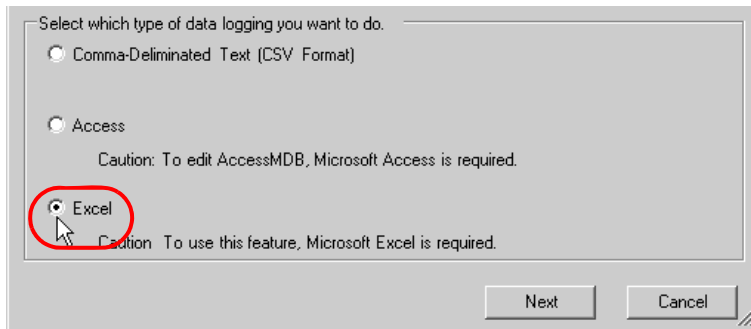 Select which type of data logging you want to do.
Comma-Deliminated Text (CSV Format)
Access
Caution: To edit AccessMDB, Microsoft Access is required.
Excel
Caution To use this feature, Microsoft Excel is required.
Next Cancel